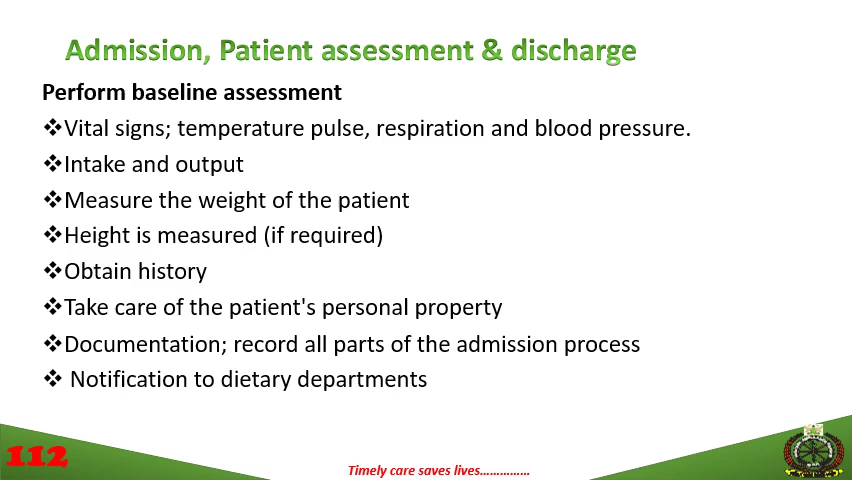 Admission, Patient assessment & discharge
Perform baseline assessment
❖Vital signs; temperature pulse, respiration and blood pressure.
❖Intake and output
❖Measure the weight of the patient
❖Height is measured (if required)
❖Obtain history
❖Take care of the patient's personal property
❖Documentation; record all parts of the admission process
❖ Notification to dietary departments
112
Timely care saves lives……………